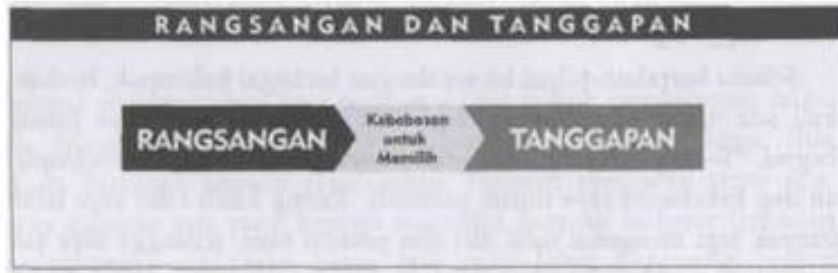 RANGSANGAN DAN TANGGAPAN
RANGSANGAN
Kebebasan
untuk
Memilih
TANGGAPAN